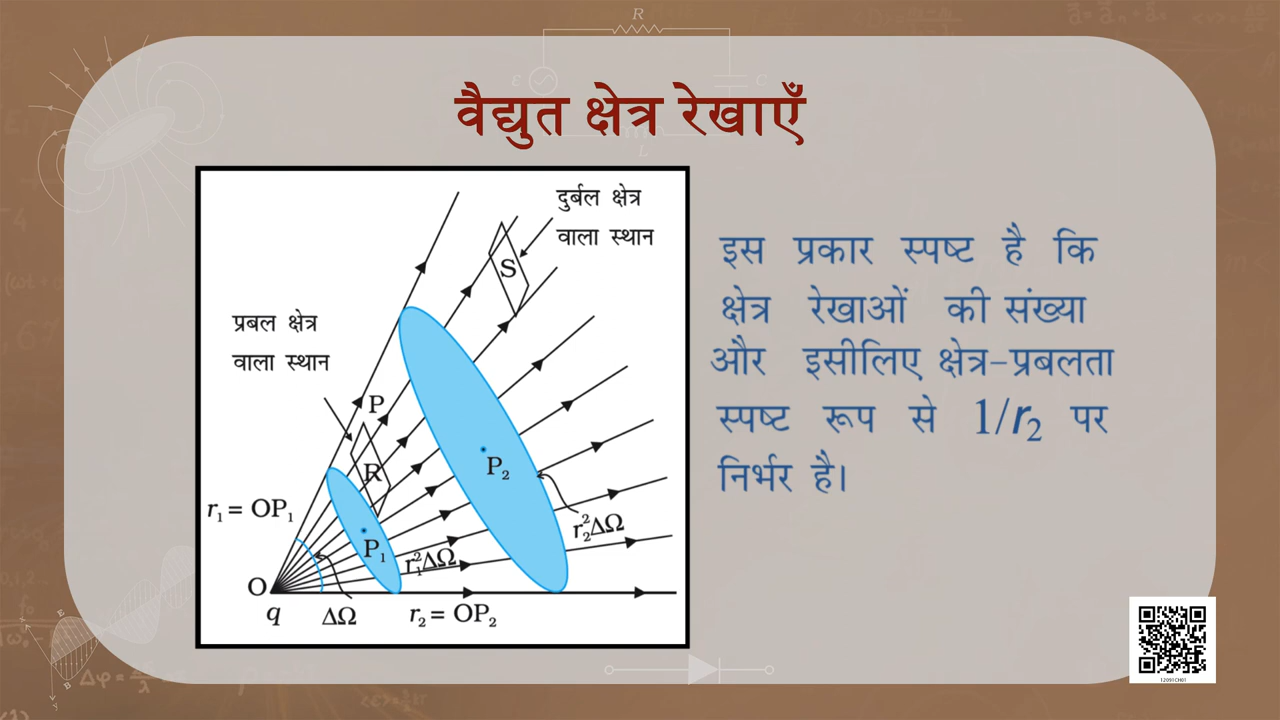 वैद्युत क्षेत्र रेखाएँ
दुर्बल क्षेत्र
वाला स्थान
S
प्रबल क्षेत्र
वाला स्थान
P
R
P₂
r₁ = OP₁
P₁
r₁²ΔΩ
r₂²ΔΩ
O
q
ΔΩ
r₂ = OP₂
इस प्रकार स्पष्ट है कि
क्षेत्र रेखाओं की संख्या
और इसीलिए क्षेत्र-प्रबलता
स्पष्ट रूप से 1/r₂ पर
निर्भर है।
R
ε
C
L
12091CH01